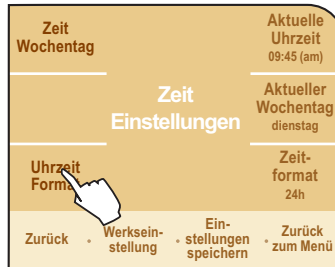 Zeit
Wochentag
Aktuelle
Uhrzeit
09:45 (am)
Zeit
Einstellungen
Aktueller
Wochentag
dienstag
Uhrzeit
Format
Zeit-
format
24h
Zurück
Werksein-
stellung
Ein-
stellungen
speichern
Zurück
zum Menü